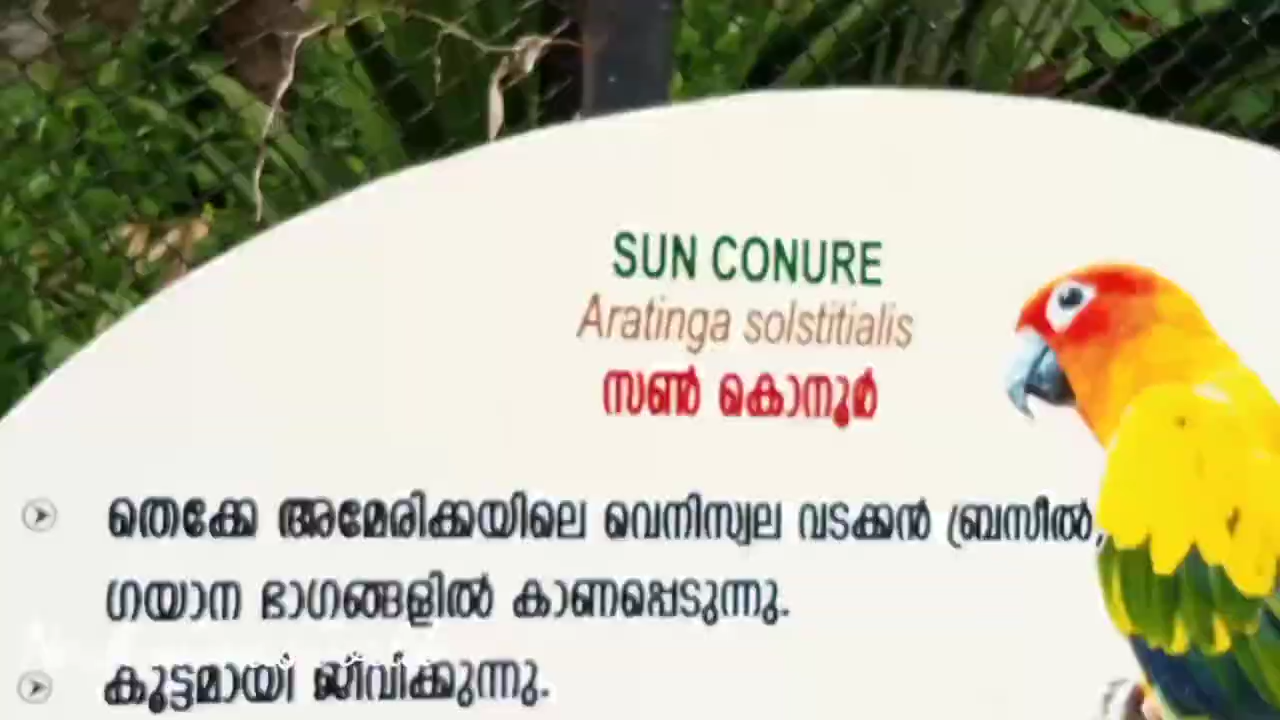 SUN CONURE
Aratinga solstitialis
സൺ കൊനൂർ
തെക്കേ അമേരിക്കയിലെ വെനിസ്വല വടക്കൻ ബ്രസീൽ,
ഗയാന ഭാഗങ്ങളിൽ കാണപ്പെടുന്നു.
കൂട്ടമായി ജീവിക്കുന്നു.